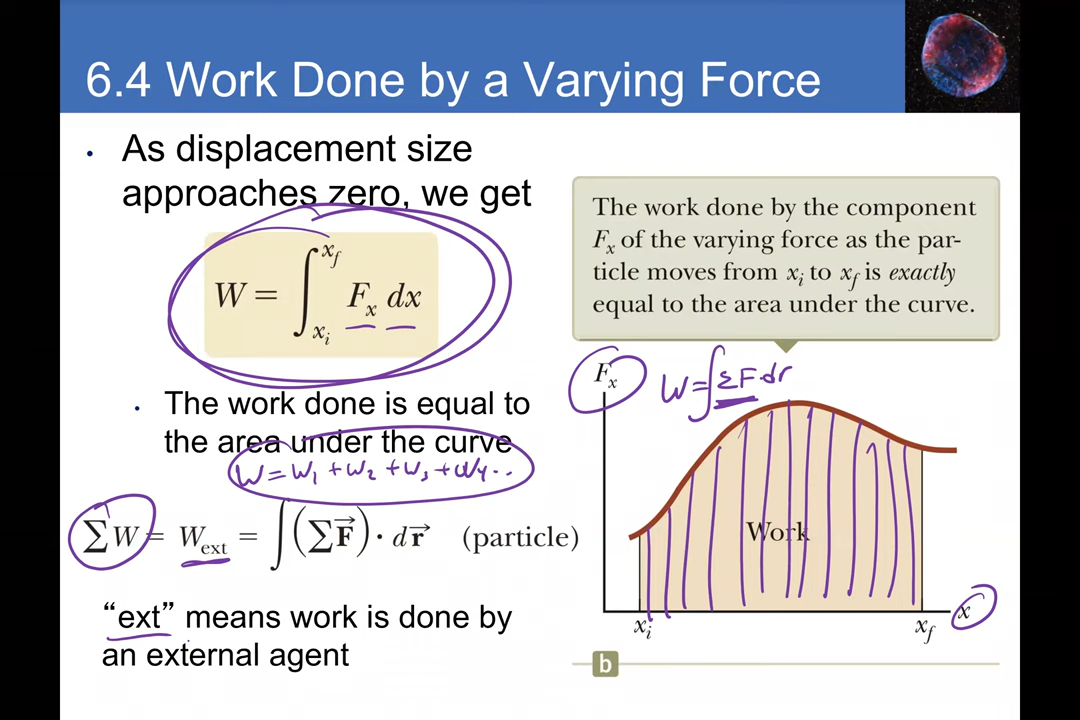 6.4 Work Done by a Varying Force
• As displacement size
approaches zero, we get
W = ∫_{x_i}^{x_f} F_x dx
• The work done is equal to
the area under the curve
W = W₁ + W₂ + W₃ + W₄...
∑W = W_ext = ∫(∑F⃗) · dr⃗ (particle)
“ext” means work is done by
an external agent
The work done by the component
F_x of the varying force as the par-
ticle moves from x_i to x_f is exactly
equal to the area under the curve.
F_x
W = ∫ΣF·dr
Work
x_i
x_f
x
b